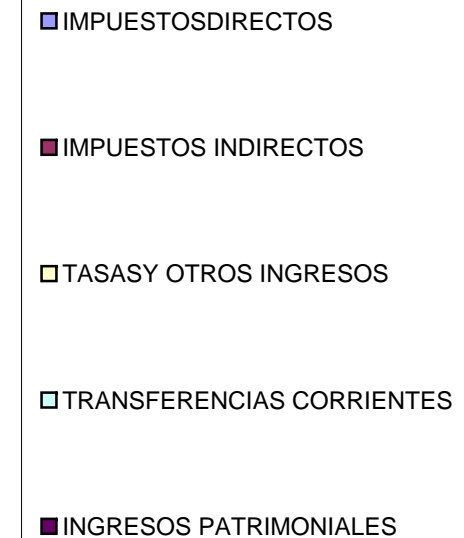 IMPUESTOSDIRECTOS
IMPUESTOS INDIRECTOS
TASASY OTROS INGRESOS
TRANSFERENCIAS CORRIENTES
INGRESOS PATRIMONIALES